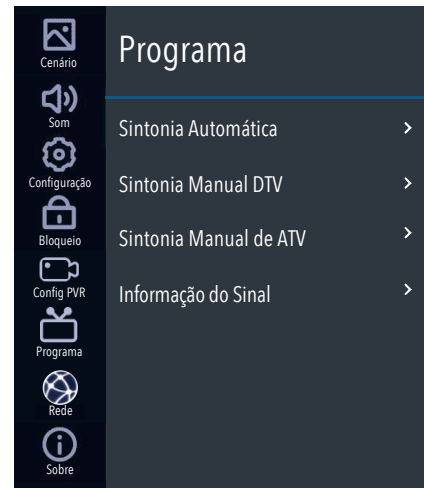 Cenário
Som
Configuração
Bloqueio
Config PVR
Programa
Rede
Sobre
Programa
Sintonia Automática
Sintonia Manual DTV
Sintonia Manual de ATV
Informação do Sinal